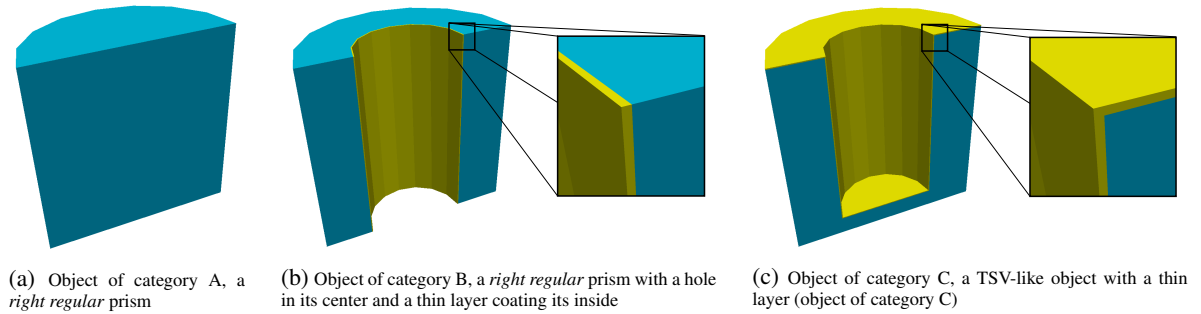 (a) Object of category A, a
right regular prism
(b) Object of category B, a right regular prism with a hole
in its center and a thin layer coating its inside
(c) Object of category C, a TSV-like object with a thin
layer (object of category C)